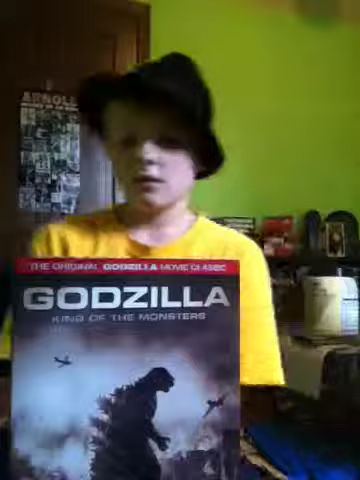 ARNOLD
THE ORIGINAL GODZILLA MOVIE CLASSIC
GODZILLA
KING OF THE MONSTERS